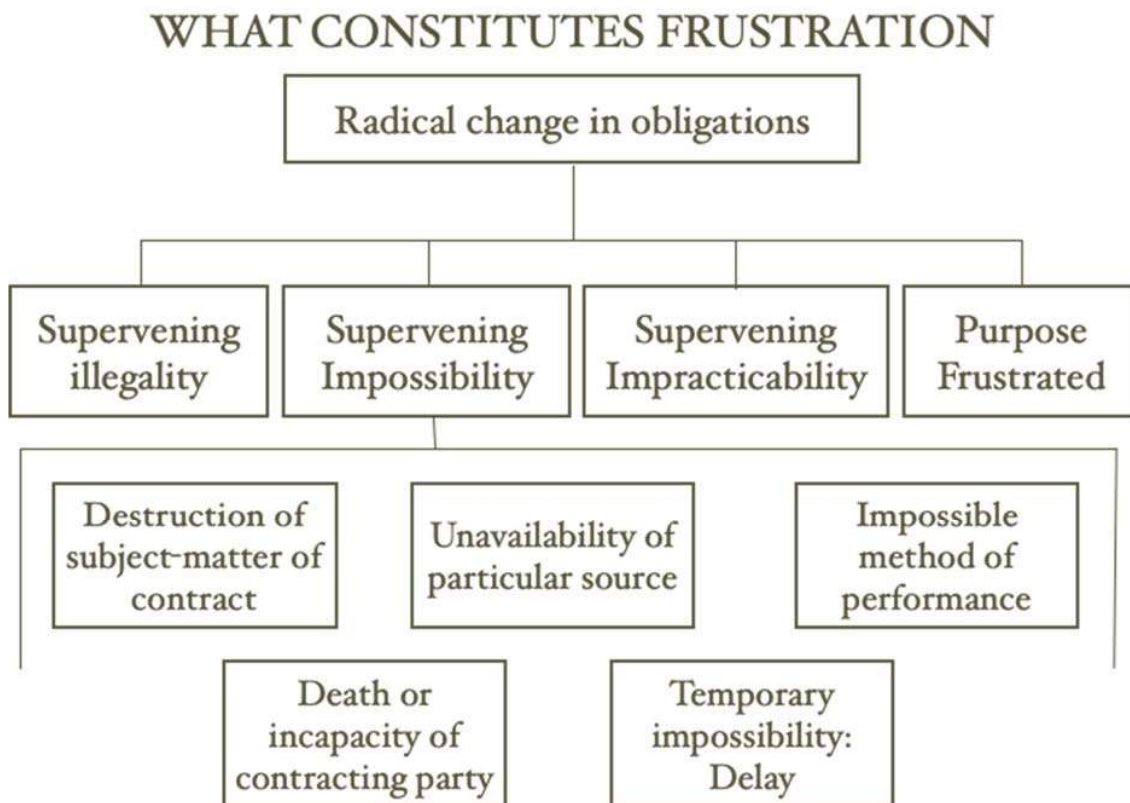 WHAT CONSTITUTES FRUSTRATION
Radical change in obligations
Supervening
illegality
Supervening
Impossibility
Supervening
Impracticability
Purpose
Frustrated
Destruction of
subject-matter of
contract
Unavailability of
particular source
Impossible
method of
performance
Death or
incapacity of
contracting party
Temporary
impossibility:
Delay